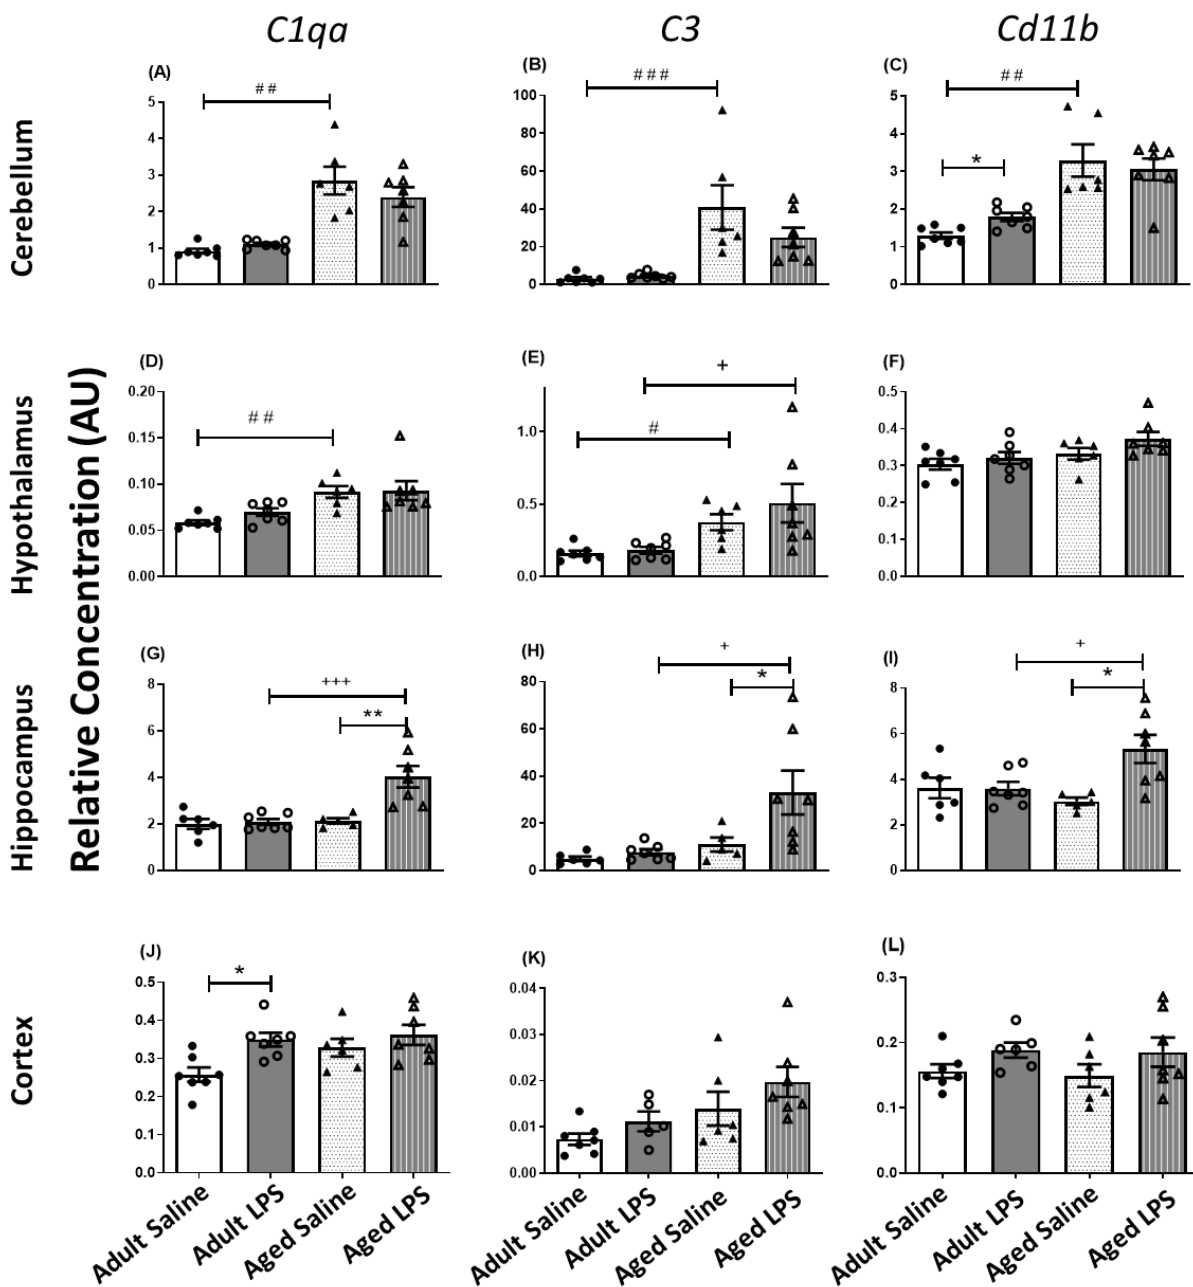 C1qa C3 Cd11b
Cerebellum
Hypothalamus
Hippocampus
Cortex
Relative Concentration (AU)
(A)
##
5
4
3
2
1
0
(B)
###
100
80
60
40
20
0
(C)
##
*
5
4
3
2
1
0
(D)
##
0.20
0.15
0.10
0.05
0.00
(E)
+
#
1.0
0.5
0.0
(F)
0.5
0.4
0.3
0.2
0.1
0.0
(G)
+++
**
8
6
4
2
0
(H)
+
*
80
60
40
20
0
(I)
+
*
8
6
4
2
0
(J)
*
0.5
0.4
0.3
0.2
0.1
0.0
(K)
0.04
0.03
0.02
0.01
0.00
(L)
0.3
0.2
0.1
0.0
Adult Saline
Adult LPS
Aged Saline
Aged LPS
Adult Saline
Adult LPS
Aged Saline
Aged LPS
Adult Saline
Adult LPS
Aged Saline
Aged LPS